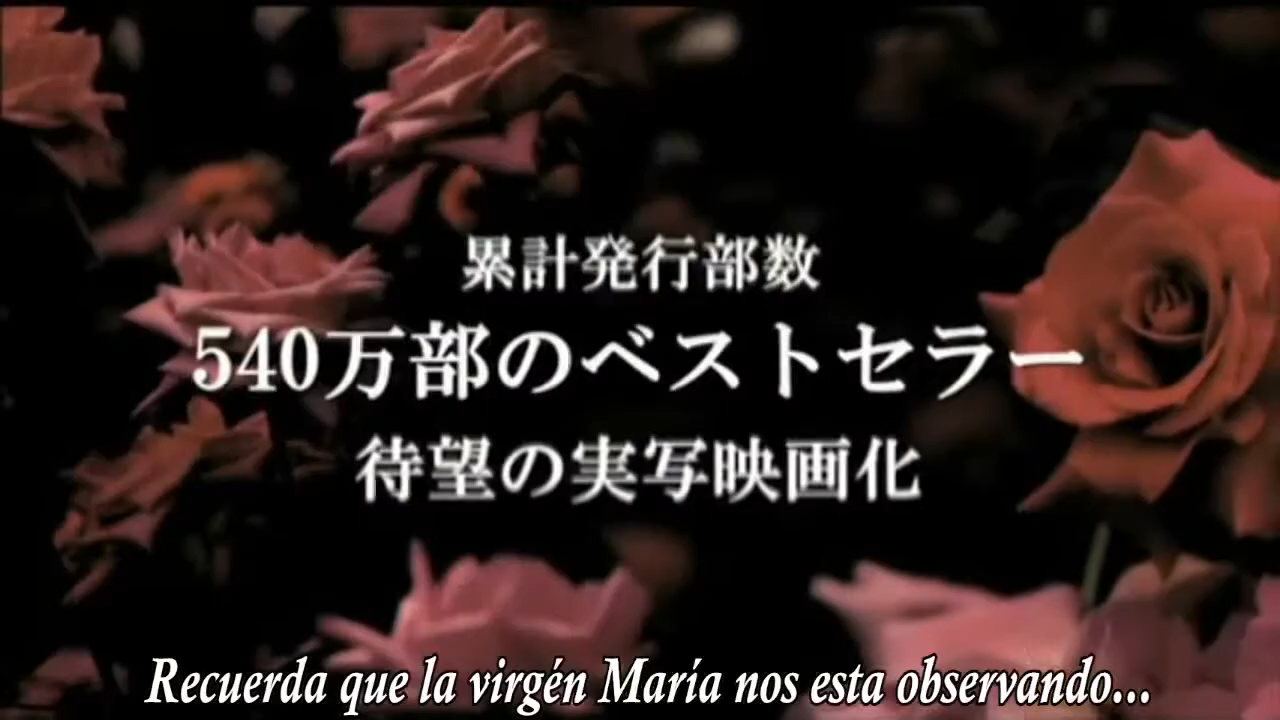 累計発行部数
540万部のベストセラー
待望の実写映画化
Recuerda que la virgén María nos esta observando...